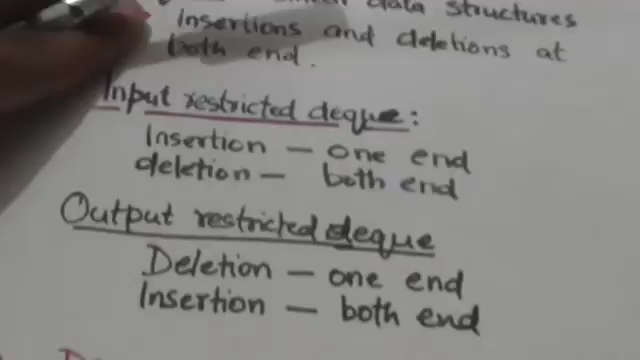 data structures
insertions and deletions at
both end.
Input restricted deque:
Insertion — one end
deletion — both end
Output restricted deque
Deletion — one end
Insertion — both end